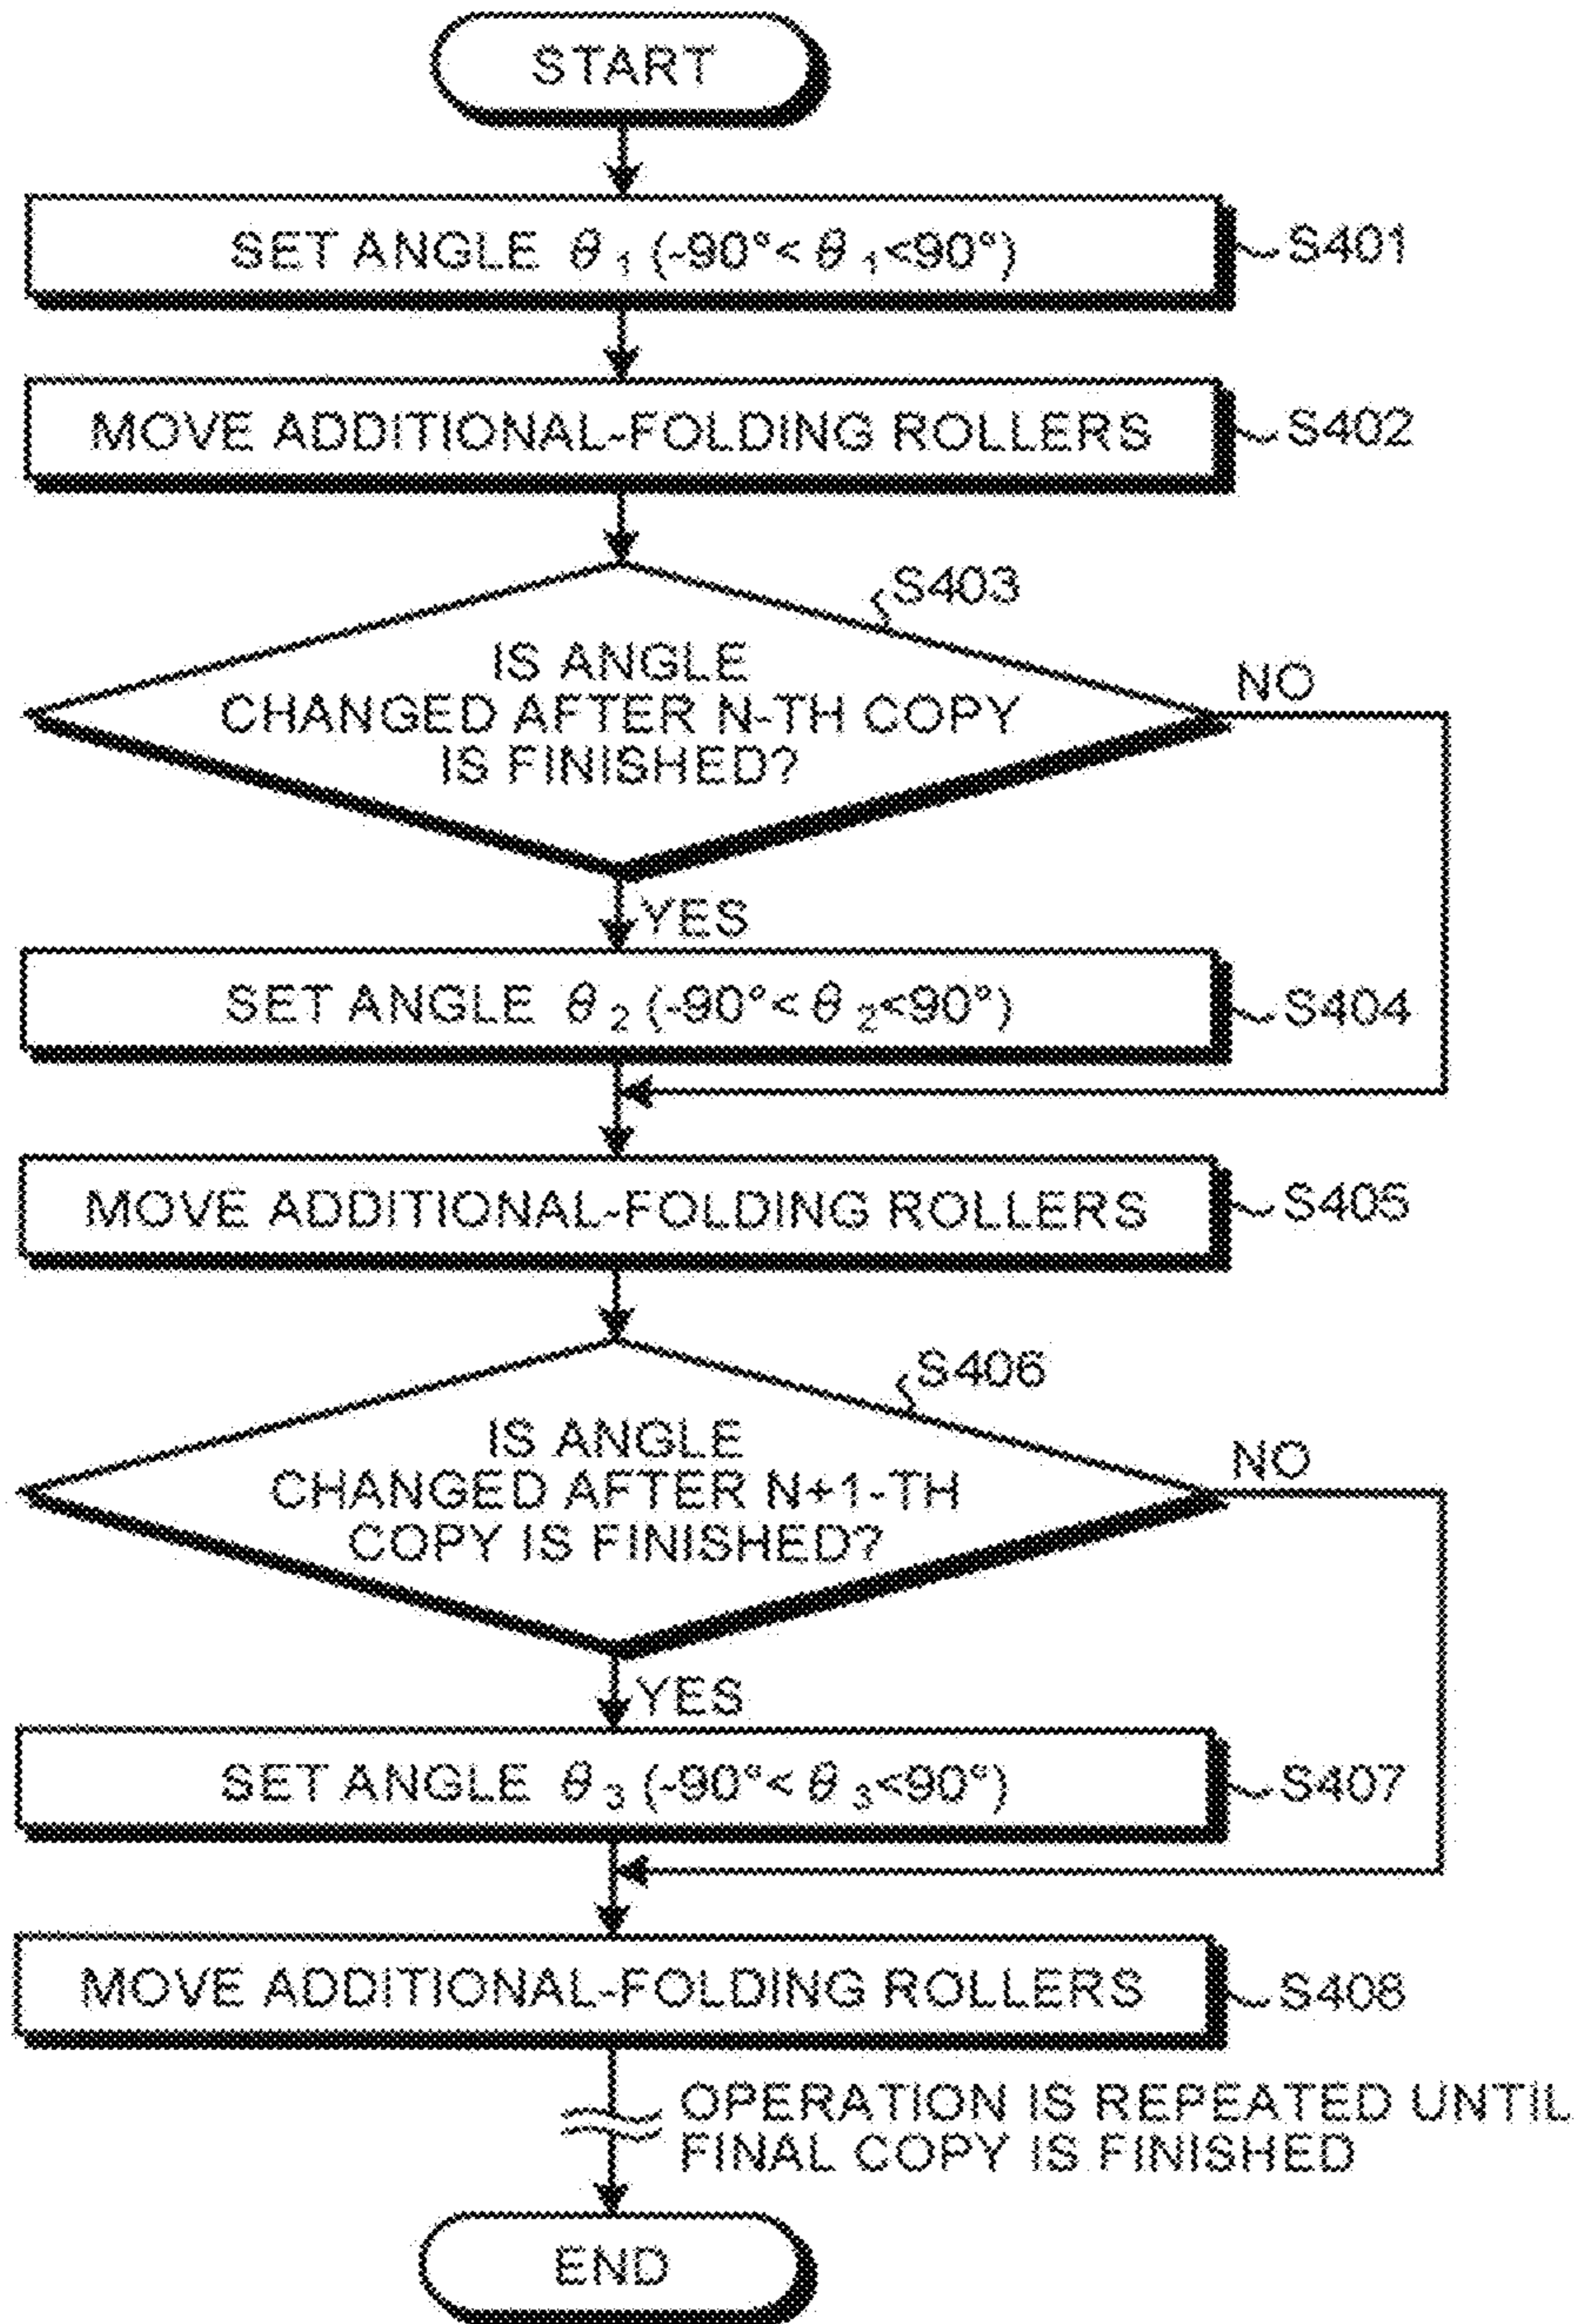 START
SET ANGLE θ1 (-90°< θ1<90°)
S401
MOVE ADDITIONAL-FOLDING ROLLERS
S402
S403
IS ANGLE
CHANGED AFTER N-TH COPY
IS FINISHED?
NO
YES
SET ANGLE θ2 (-90°< θ2<90°)
S404
MOVE ADDITIONAL-FOLDING ROLLERS
S405
S406
IS ANGLE
CHANGED AFTER N+1-TH
COPY IS FINISHED?
NO
YES
SET ANGLE θ3 (-90°< θ3<90°)
S407
MOVE ADDITIONAL-FOLDING ROLLERS
S408
OPERATION IS REPEATED UNTIL
FINAL COPY IS FINISHED
END